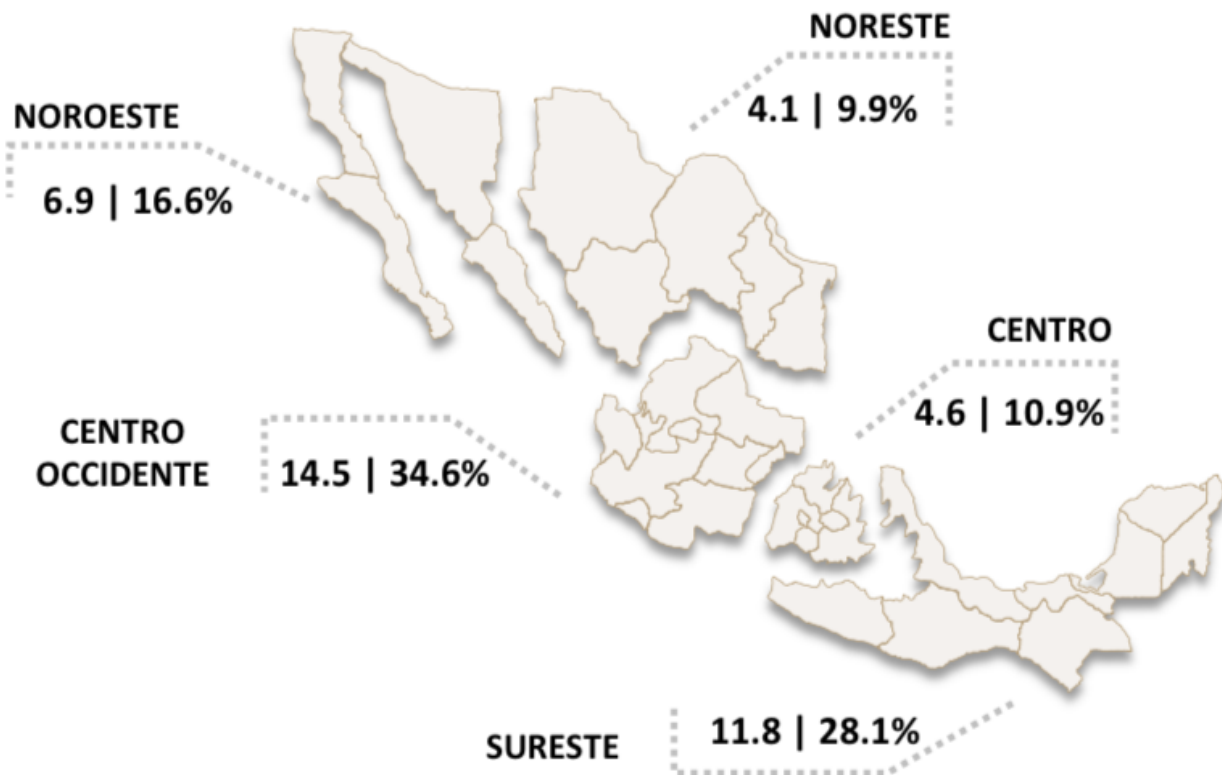 NORESTE
4.1 | 9.9%
NOROESTE
6.9 | 16.6%
CENTRO
4.6 | 10.9%
CENTRO
OCCIDENTE
14.5 | 34.6%
SURESTE
11.8 | 28.1%